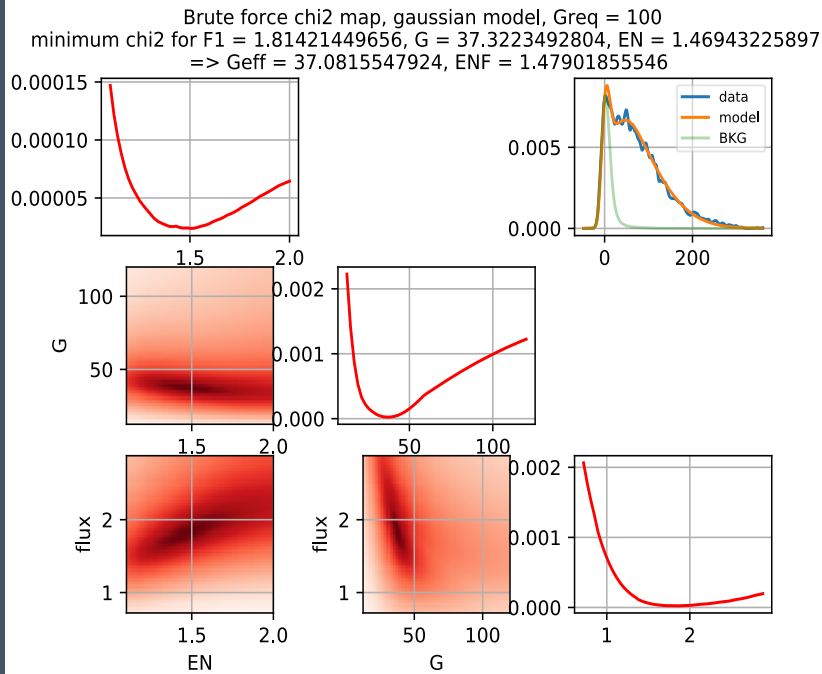 Brute force chi2 map, gaussian model, Greq = 100
minimum chi2 for F1 = 1.81421449656, G = 37.3223492804, EN = 1.46943225897
=> Geff = 37.0815547924, ENF = 1.47901855546
0.00015
0.00010
0.00005
1.5 2.0
data
model
BKG
0.005
0.000
0 200
G
100
50
1.5 2.0
0.002
0.001
0.000
50 100
flux
2
1
1.5 2.0
EN
flux
2
1
50 100
G
0.002
0.001
0.000
1 2